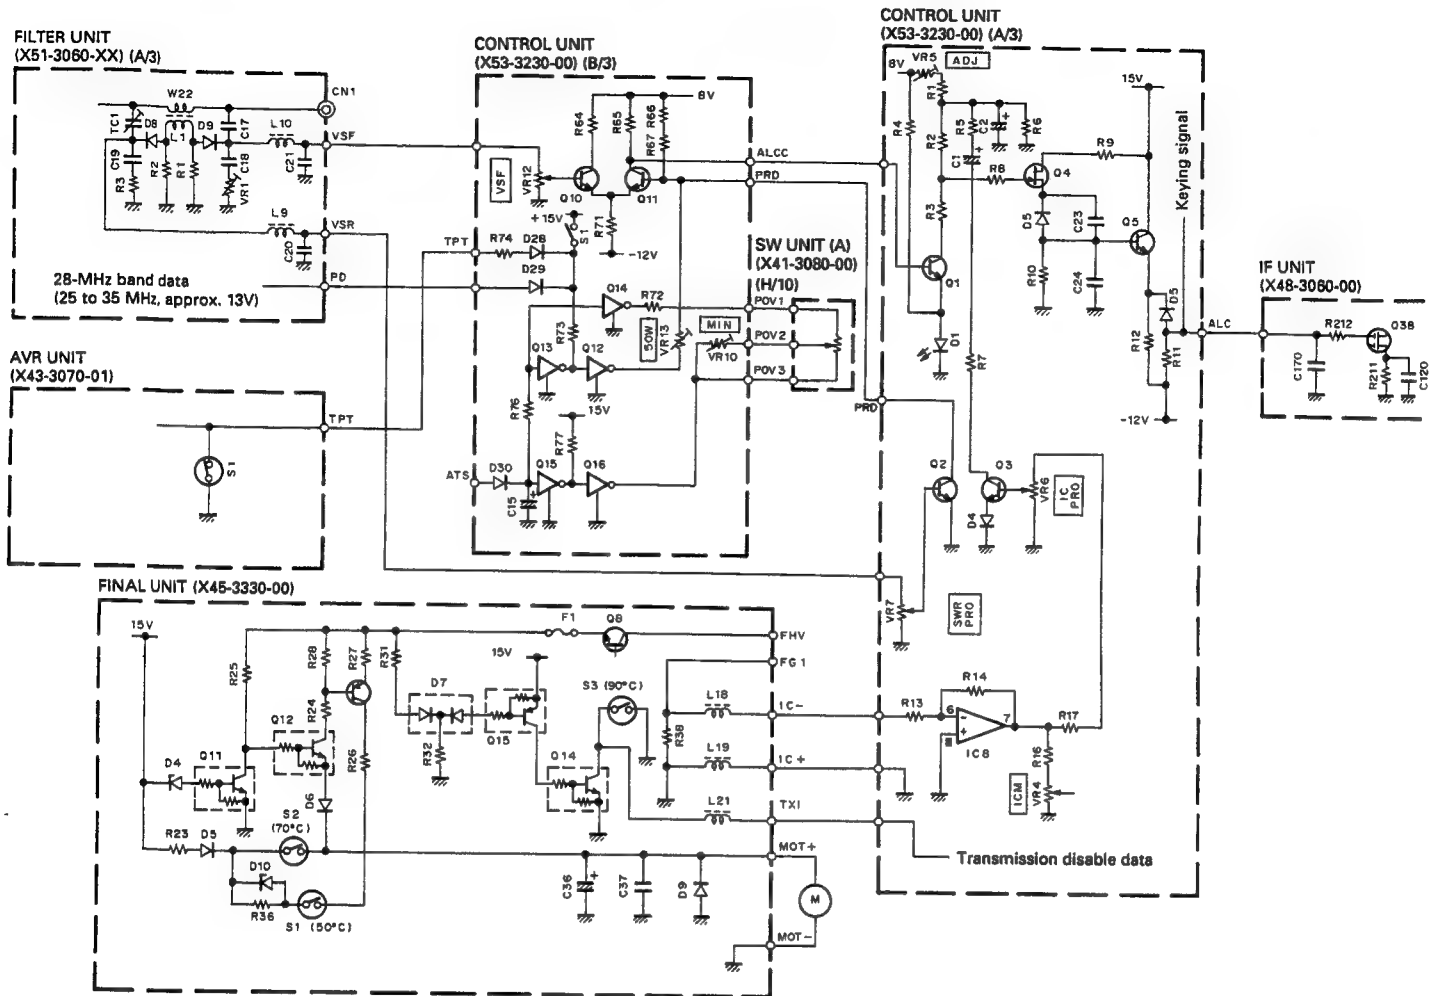 FILTER UNIT
(X51-3060-XX) (A/3)
W22
CN1
TC1
D8
L1
D9
C17
L10
VSF
C19
R2
R1
C18
C21
R3
VR1
L9
VSR
C20
PD
28-MHz band data
(25 to 35 MHz, approx. 13V)
AVR UNIT
(X43-3070-01)
TPT
S1
CONTROL UNIT
(X53-3230-00) (B/3)
8V
R64
R65
R66
R67
ALCC
PRD
VSF
VR12
Q10
Q11
+15V
S1
R71
-12V
TPT
R74
D28
D29
Q14
R72
POV1
50W
VR13
MIN
POV2
VR10
POV3
R73
Q13
Q12
R76
15V
R77
ATS
D30
Q15
Q16
C15
SW UNIT (A)
(X41-3080-00)
(H/10)
CONTROL UNIT
(X53-3230-00) (A/3)
8V
VR5
ADJ
R1
15V
R4
R2
R5
C2
R6
C1
R9
R8
Q4
Keying signal
R3
D5
C23
Q5
Q1
R10
C24
D5
D1
R7
R12
R11
ALC
-12V
PRD
Q2
Q3
VR6
IC
PRO
D4
VR7
SWR
PRO
R14
R13
6
7
IC8
R17
R16
ICM
VR4
Transmission disable data
IF UNIT
(X48-3060-00)
R212
Q38
C170
R211
C120
FINAL UNIT (X45-3330-00)
15V
F1
Q8
FHV
R25
R28
R27
R31
15V
FG1
D7
S3 (90°C)
L18
IC-
R24
Q12
Q15
R32
R38
Q11
D4
R26
Q14
L19
IC+
D6
L21
TXI
S2
(70°C)
R23
D5
MOT+
D10
C36
C37
D9
M
R36
S1 (50°C)
MOT-